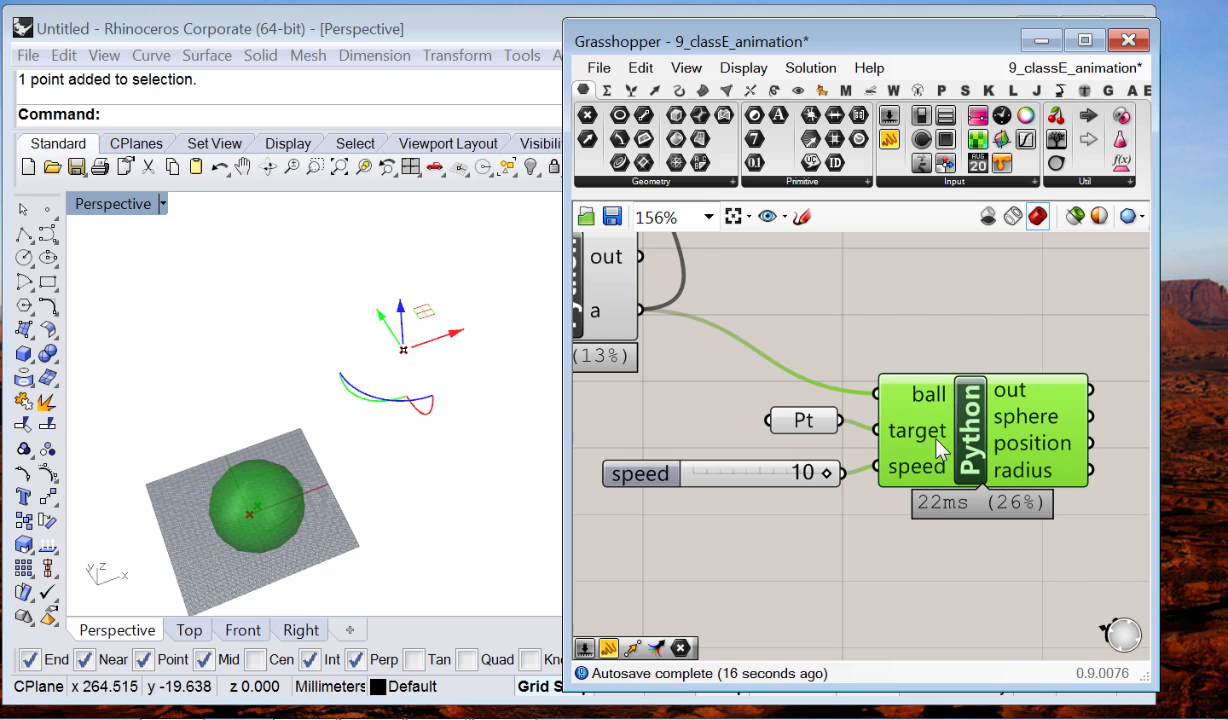 Untitled - Rhinoceros Corporate (64-bit) - [Perspective]
File Edit View Curve Surface Solid Mesh Dimension Transform Tools A
1 point added to selection.
Command:
Standard CPlanes Set View Display Select Viewport Layout Visibili
Perspective
z
y
x
Perspective Top Front Right
End Near Point Mid Cen Int Perp Tan Quad Kno
CPlane x 264.515 y -19.638 z 0.000 Millimeters Default Grid S
Grasshopper - 9_classE_animation*
File Edit View Display Solution Help 9_classE_animation*
M W P S K L J G A E
Geometry Primitive Input Util
156%
out
a
(13%)
ball
target
speed
Python
out
sphere
position
radius
Pt
speed 10
22ms (26%)
Autosave complete (16 seconds ago) 0.9.0076